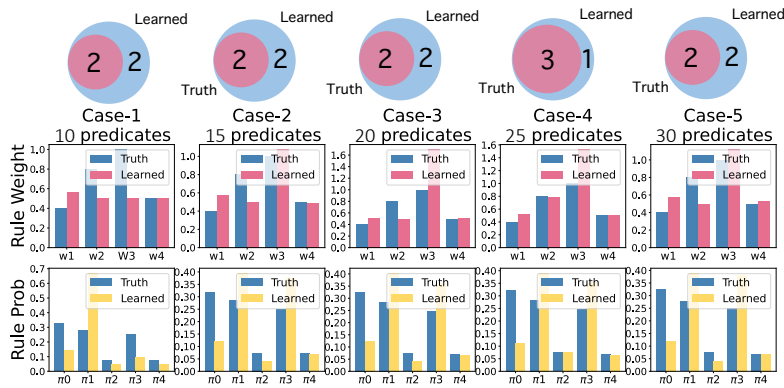 Learned Learned Learned Learned Learned
2 2 2 2 2 2 3 1 2 2
Truth Truth Truth Truth
Case-1 Case-2 Case-3 Case-4 Case-5
10 predicates 15 predicates 20 predicates 25 predicates 30 predicates
Rule Weight
1.0
0.8
0.6
0.4
0.2
0.0
Truth
Learned
w1 w2 W3 w4
1.0
0.8
0.6
0.4
0.2
0.0
Truth
Learned
w1 w2 w3 w4
1.6
1.4
1.2
1.0
0.8
0.6
0.4
0.2
0.0
Truth
Learned
w1 w2 w3 w4
1.6
1.4
1.2
1.0
0.8
0.6
0.4
0.2
0.0
Truth
Learned
w1 w2 w3 w4
1.0
0.8
0.6
0.4
0.2
0.0
Truth
Learned
w1 w2 w3 w4
Rule Prob
0.7
0.6
0.5
0.4
0.3
0.2
0.1
0.0
Truth
Learned
π0 π1 π2 π3 π4
0.40
0.35
0.30
0.25
0.20
0.15
0.10
0.05
0.00
Truth
Learned
π0 π1 π2 π3 π4
0.40
0.35
0.30
0.25
0.20
0.15
0.10
0.05
0.00
Truth
Learned
π0 π1 π2 π3 π4
0.40
0.35
0.30
0.25
0.20
0.15
0.10
0.05
0.00
Truth
Learned
π0 π1 π2 π3 π4
0.40
0.35
0.30
0.25
0.20
0.15
0.10
0.05
0.00
Truth
Learned
π0 π1 π2 π3 π4